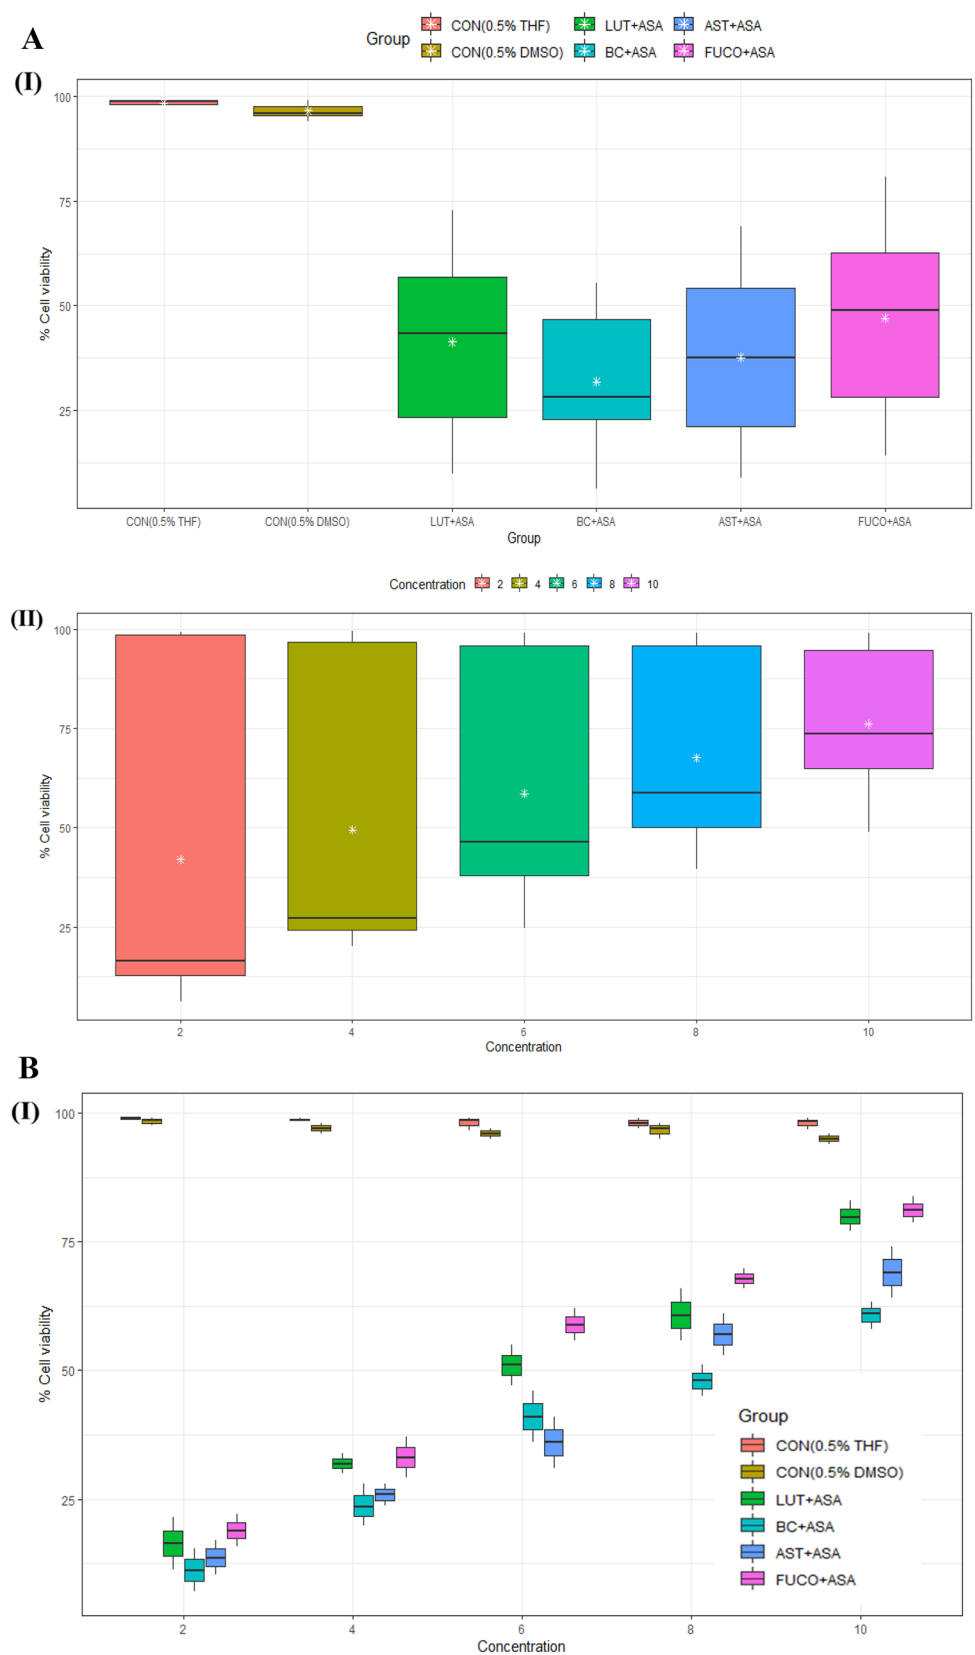 A
Group
CON(0.5% THF) LUT+ASA AST+ASA
CON(0.5% DMSO) BC+ASA FUCO+ASA
(I)
100
75
50
25
% Cell viability
CON(0.5% THF) CON(0.5% DMSO) LUT+ASA BC+ASA AST+ASA FUCO+ASA
Group
Concentration 2 4 6 8 10
(II)
100
75
50
25
% Cell viability
2 4 6 8 10
Concentration
B
(I)
100
75
50
25
% Cell viability
Group
CON(0.5% THF)
CON(0.5% DMSO)
LUT+ASA
BC+ASA
AST+ASA
FUCO+ASA
2 4 6 8 10
Concentration